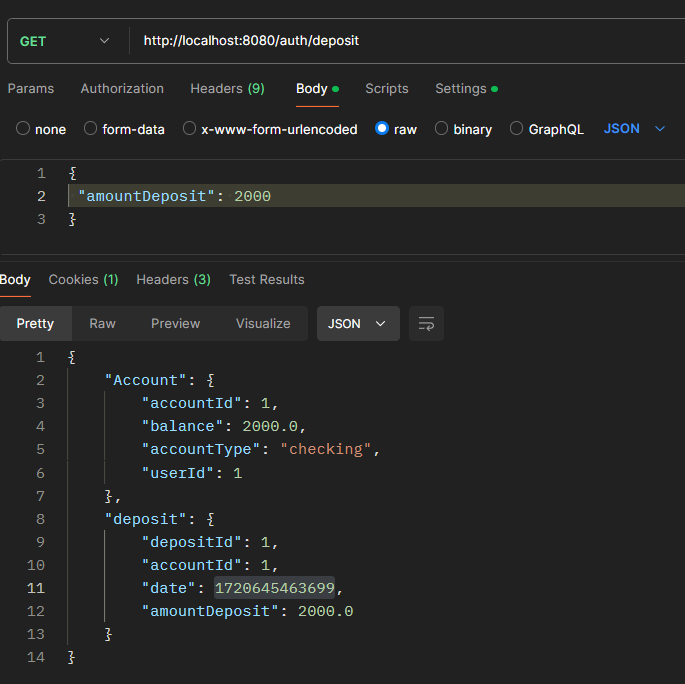 GET http://localhost:8080/auth/deposit
Params Authorization Headers (9) Body Scripts Settings
none form-data x-www-form-urlencoded raw binary GraphQL JSON
1 {
2 "amountDeposit": 2000
3 }
Body Cookies (1) Headers (3) Test Results
Pretty Raw Preview Visualize JSON
1 {
2 "Account": {
3 "accountId": 1,
4 "balance": 2000.0,
5 "accountType": "checking",
6 "userId": 1
7 },
8 "deposit": {
9 "depositId": 1,
10 "accountId": 1,
11 "date": 1720645463699,
12 "amountDeposit": 2000.0
13 }
14 }